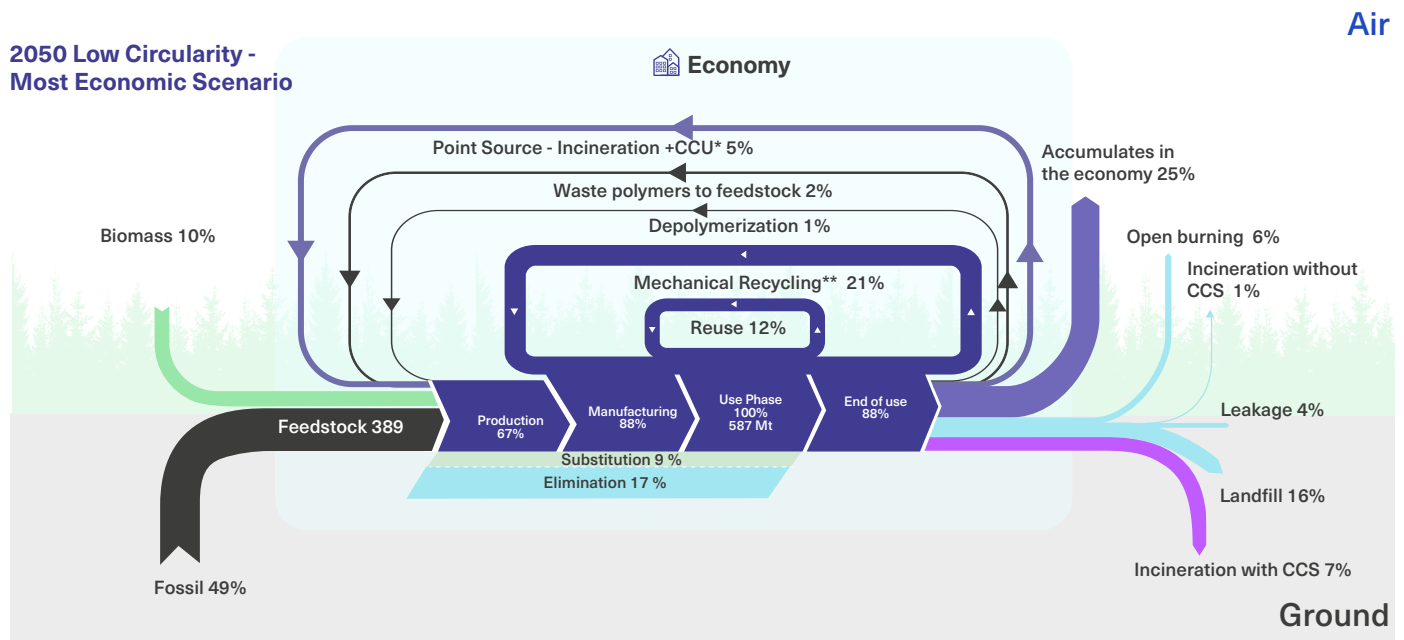 Air
2050 Low Circularity -
Most Economic Scenario
Economy
Point Source - Incineration +CCU* 5%
Accumulates in
the economy 25%
Waste polymers to feedstock 2%
Depolymerization 1%
Biomass 10%
Open burning 6%
Incineration without
CCS 1%
Mechanical Recycling** 21%
Reuse 12%
Feedstock 389
Production
67%
Manufacturing
88%
Use Phase
100%
587 Mt
End of use
88%
Leakage 4%
Substitution 9 %
Elimination 17 %
Landfill 16%
Fossil 49%
Incineration with CCS 7%
Ground